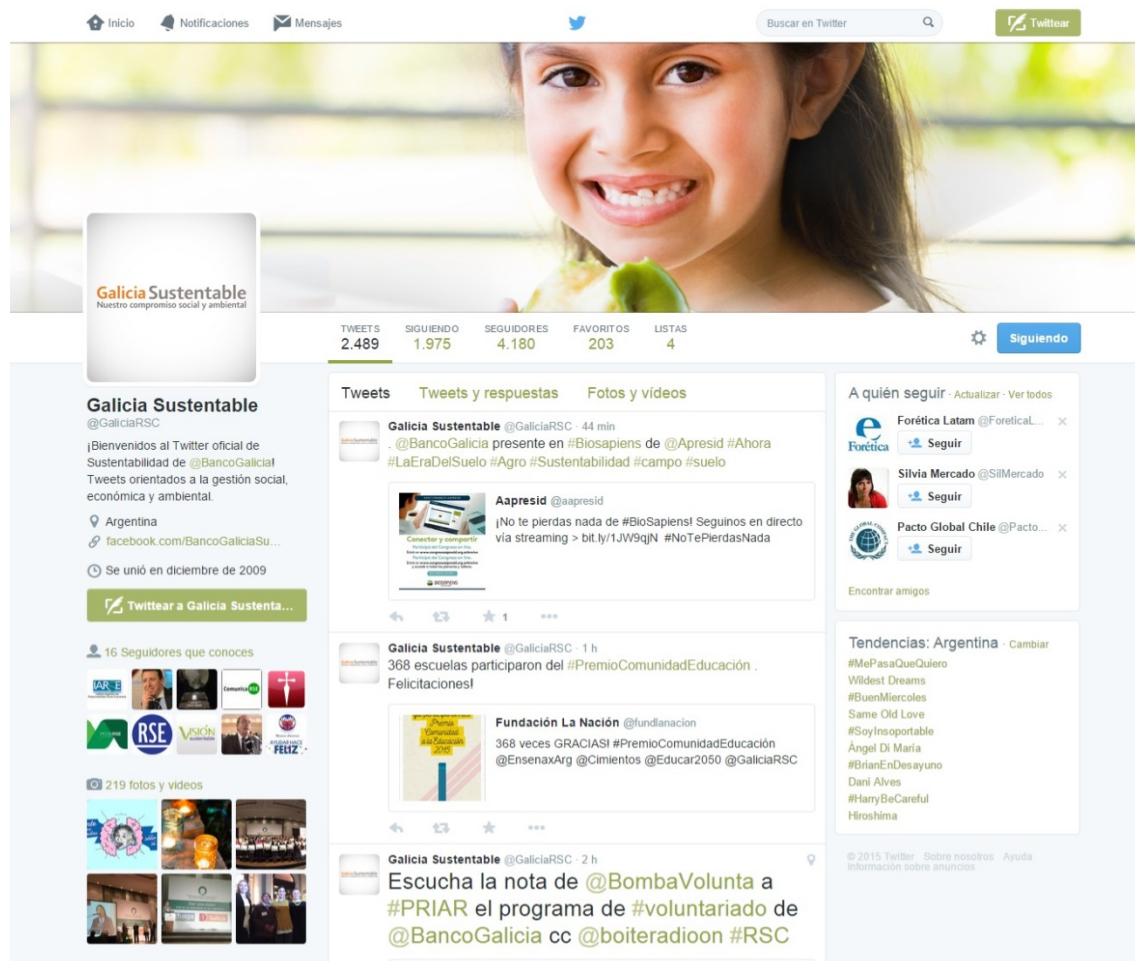 Inicio
Notificaciones
Mensajes
Buscar en Twitter
Twittear
Galicia Sustentable
Nuestro compromiso social y ambiental
TWEETS
2.489
SIGUIENDO
1.975
SEGUIDORES
4.180
FAVORITOS
203
LISTAS
4
Siguiendo
Galicia Sustentable
@GaliciaRSC
¡Bienvenidos al Twitter oficial de
Sustentabilidad de @BancoGalicia!
Tweets orientados a la gestión social,
económica y ambiental.
Argentina
facebook.com/BancoGaliciaSu...
Se unió en diciembre de 2009
Twittear a Galicia Sustenta...
16 Seguidores que conoces
IAR E
ComunicaRSE
RSE
VISIÓN
AYUDAR HACE
FELIZ
219 fotos y videos
Tweets
Tweets y respuestas
Fotos y vídeos
Galicia Sustentable @GaliciaRSC · 44 min
. @BancoGalicia presente en #Biosapiens de @Apresid #Ahora
#LaEraDelSuelo #Agro #Sustentabilidad #campo #suelo
Conectar y compartir
BIOSAPIENS
Aapresid @aapresid
¡No te pierdas nada de #BioSapiens! Seguinos en directo
vía streaming > bit.ly/1JW9qjN #NoTePierdasNada
1
Galicia Sustentable @GaliciaRSC · 1 h
368 escuelas participaron del #PremioComunidadEducación .
Felicitaciones!
Premio
Comunidad
a la Educación
2015
Fundación La Nación @fundlanacion
368 veces GRACIAS! #PremioComunidadEducación
@EnsenaxArg @Cimientos @Educar2050 @GaliciaRSC
Galicia Sustentable @GaliciaRSC · 2 h
Escucha la nota de @BombaVolunta a
#PRIAR el programa de #voluntariado de
@BancoGalicia cc @boiteradioon #RSC
A quién seguir · Actualizar · Ver todos
Forética
Forética Latam @ForeticaL...
Seguir
Silvia Mercado @SilMercado
Seguir
Pacto Global Chile @Pacto...
Seguir
Encontrar amigos
Tendencias: Argentina · Cambiar
#MePasaQueQuiero
Wildest Dreams
#BuenMiercoles
Same Old Love
#SoyInsoportable
Ángel Di María
#BrianEnDesayuno
Dani Alves
#HarryBeCareful
Hiroshima
© 2015 Twitter Sobre nosotros Ayuda
Información sobre anuncios